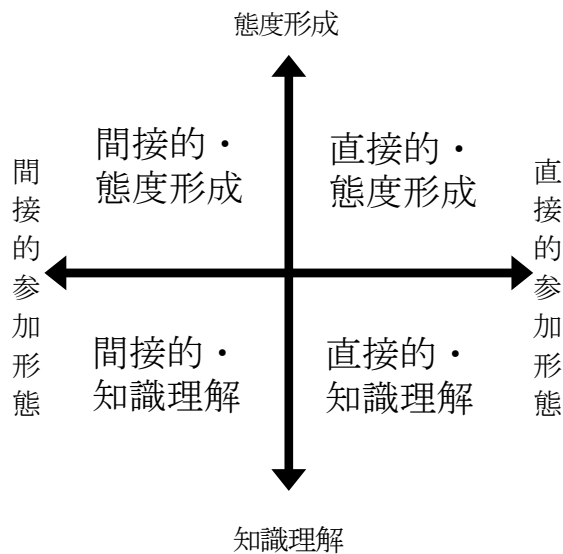 態度形成
間接的・
態度形成
直接的・
態度形成
間接的参加形態
直接的参加形態
間接的・
知識理解
直接的・
知識理解
知識理解